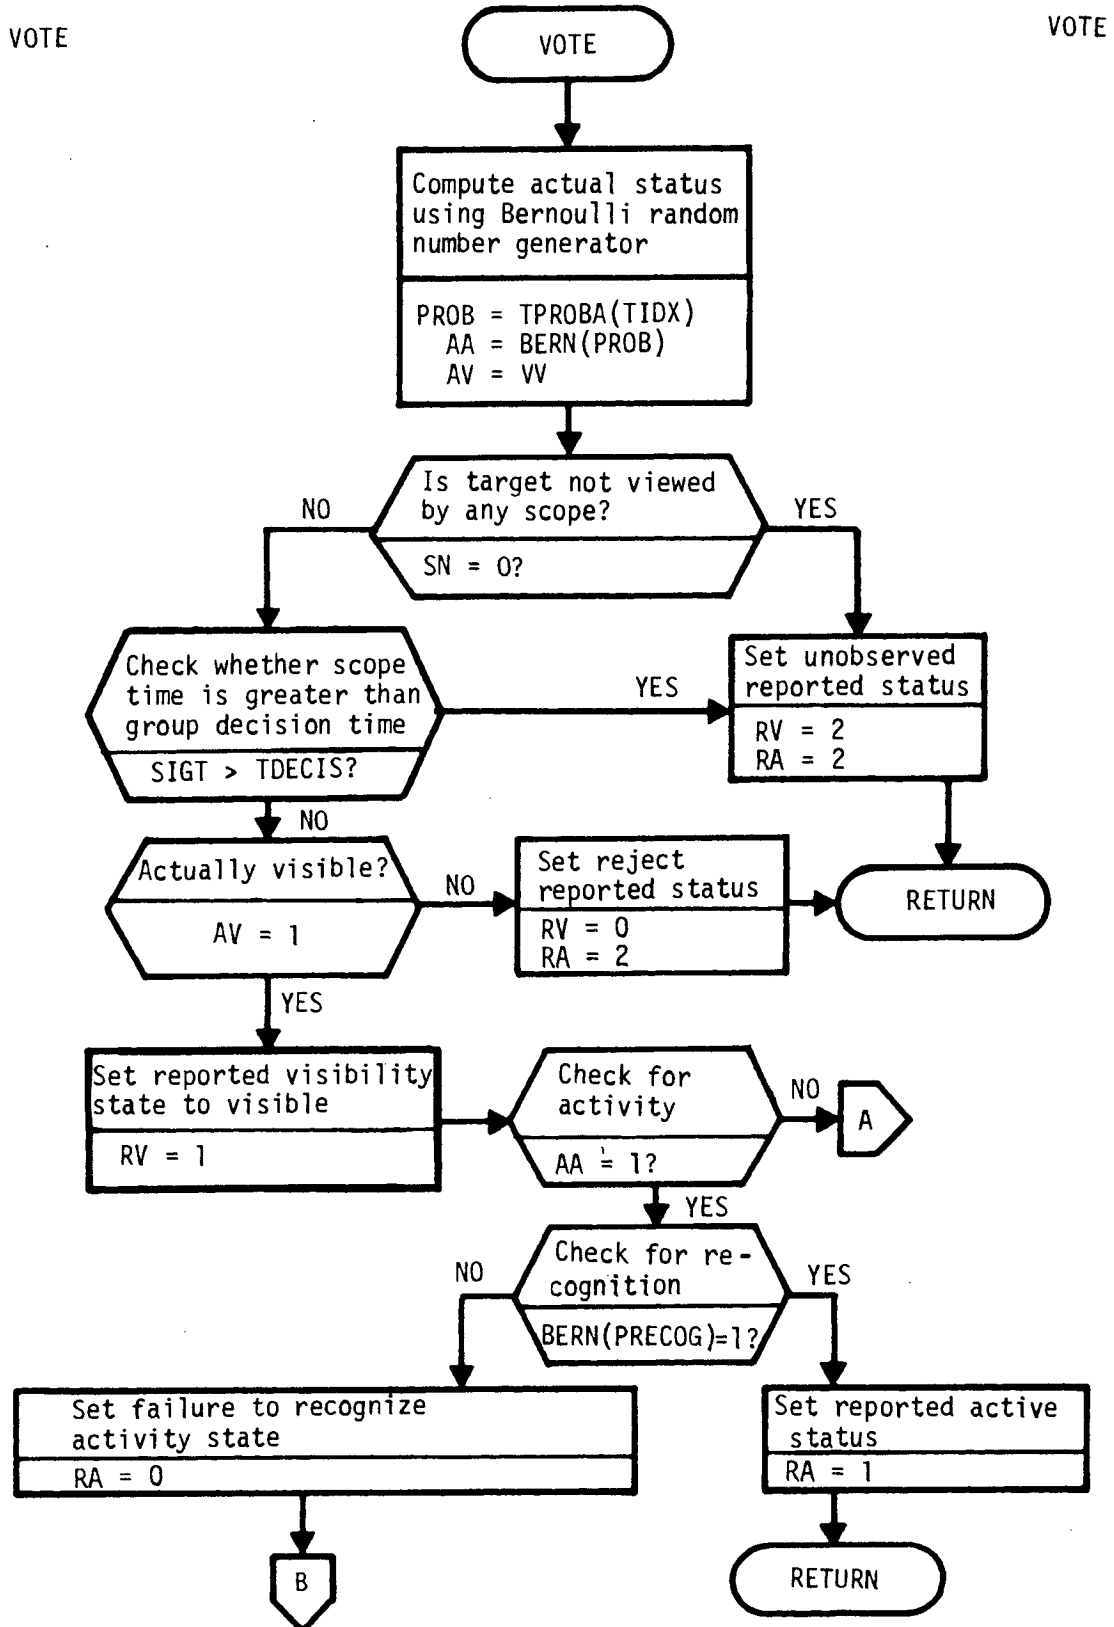 VOTE
VOTE
VOTE
Compute actual status
using Bernoulli random
number generator
PROB = TPROBA(TIDX)
AA = BERN(PROB)
AV = VV
Is target not viewed
by any scope?
SN = 0?
NO
YES
Check whether scope
time is greater than
group decision time
SIGT > TDECIS?
YES
Set unobserved
reported status
RV = 2
RA = 2
NO
Actually visible?
AV = 1
NO
Set reject
reported status
RV = 0
RA = 2
RETURN
YES
Set reported visibility
state to visible
RV = 1
Check for
activity
AA = 1?
NO
A
YES
Check for re-
cognition
BERN(PRECOG)=1?
NO
YES
Set failure to recognize
activity state
RA = 0
Set reported active
status
RA = 1
B
RETURN